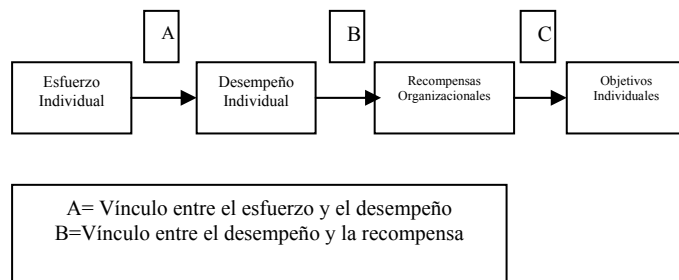 A
B
C
Esfuerzo
Individual
Desempeño
Individual
Recompensas
Organizacionales
Objetivos
Individuales
A= Vínculo entre el esfuerzo y el desempeño
B=Vínculo entre el desempeño y la recompensa